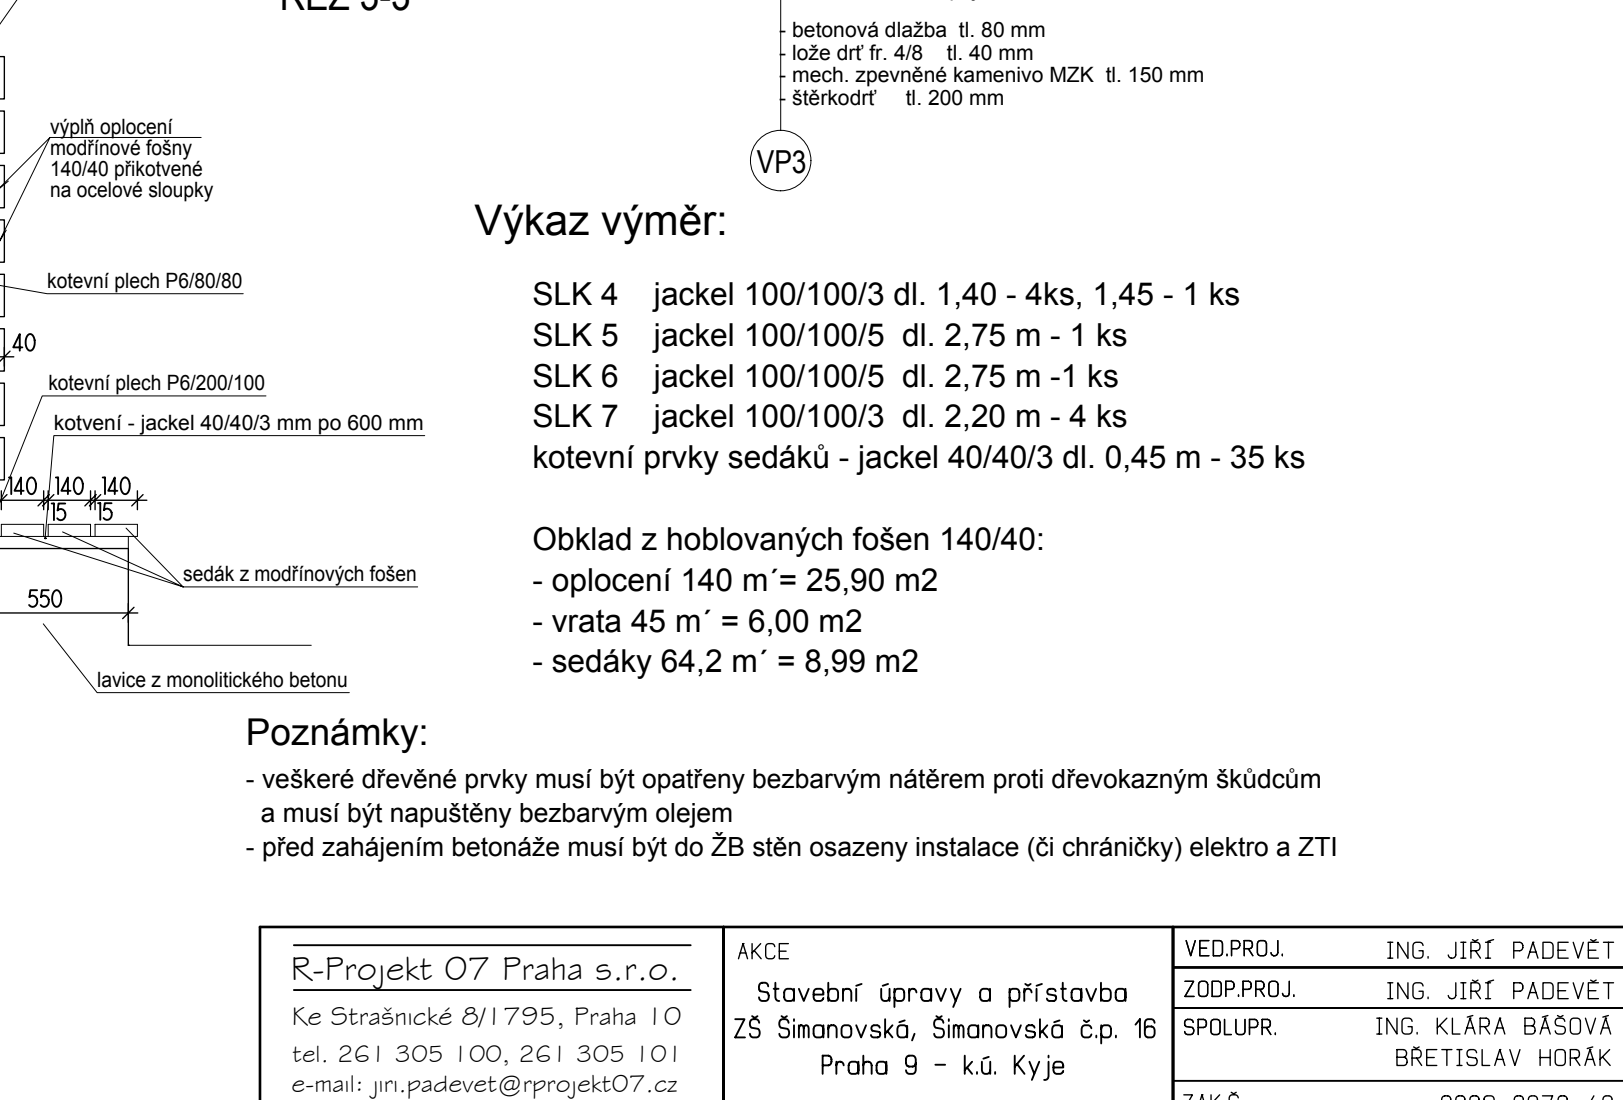 ŘEZ 3-3
- betonová dlažba tl. 80 mm
- lože drť fr. 4/8 tl. 40 mm
- mech. zpevněné kamenivo MZK tl. 150 mm
- štěrkodrť tl. 200 mm
VP3
výplň oplocení
modřínové fošny
140/40 přikotvené
na ocelové sloupky
kotevní plech P6/80/80
40
kotevní plech P6/200/100
kotvení - jackel 40/40/3 mm po 600 mm
140 140 140
15 15
sedák z modřínových fošen
550
lavice z monolitického betonu
Výkaz výměr:
SLK 4 jackel 100/100/3 dl. 1,40 - 4ks, 1,45 - 1 ks
SLK 5 jackel 100/100/5 dl. 2,75 m - 1 ks
SLK 6 jackel 100/100/5 dl. 2,75 m -1 ks
SLK 7 jackel 100/100/3 dl. 2,20 m - 4 ks
kotevní prvky sedáků - jackel 40/40/3 dl. 0,45 m - 35 ks
Obklad z hoblovaných fošen 140/40:
- oplocení 140 m´= 25,90 m2
- vrata 45 m´ = 6,00 m2
- sedáky 64,2 m´ = 8,99 m2
Poznámky:
- veškeré dřevěné prvky musí být opatřeny bezbarvým nátěrem proti dřevokazným škůdcům
a musí být napuštěny bezbarvým olejem
- před zahájením betonáže musí být do ŽB stěn osazeny instalace (či chráničky) elektro a ZTI
R-Projekt 07 Praha s.r.o.
Ke Strašnické 8/1795, Praha 10
tel. 261 305 100, 261 305 101
e-mail: jiri.padevet@rprojekt07.cz
AKCE
Stavební úpravy a přístavba
ZŠ Šimanovská, Šimanovská č.p. 16
Praha 9 - k.ú. Kyje
VED.PROJ. ING. JIŘÍ PADEVĚT
ZODP.PROJ. ING. JIŘÍ PADEVĚT
SPOLUPR. ING. KLÁRA BÁŠOVÁ
BŘETISLAV HORÁK